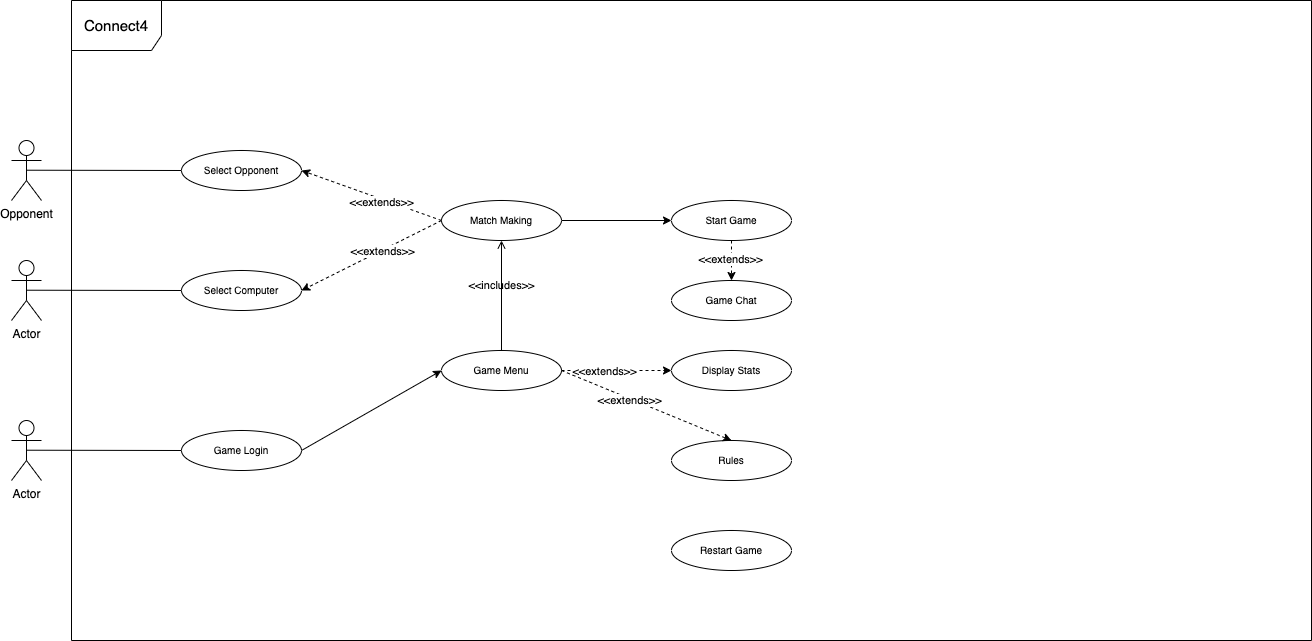 Connect4
Opponent
Select Opponent
<<extends>>
Match Making
Start Game
<<extends>>
<<extends>>
Actor
Select Computer
<<includes>>
Game Chat
Game Menu
<<extends>>
Display Stats
<<extends>>
Actor
Game Login
Rules
Restart Game